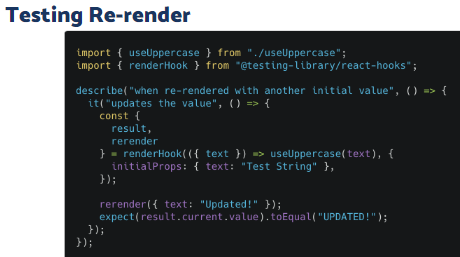 Testing Re-render
import { useUppercase } from "./useUppercase";
import { renderHook } from "@testing-library/react-hooks";
describe("when re-rendered with another initial value", () => {
it("updates the value", () => {
const {
result,
rerender
} = renderHook(({ text }) => useUppercase(text), {
initialProps: { text: "Test String" },
});
rerender({ text: "Updated!" });
expect(result.current.value).toEqual("UPDATED!");
});
});